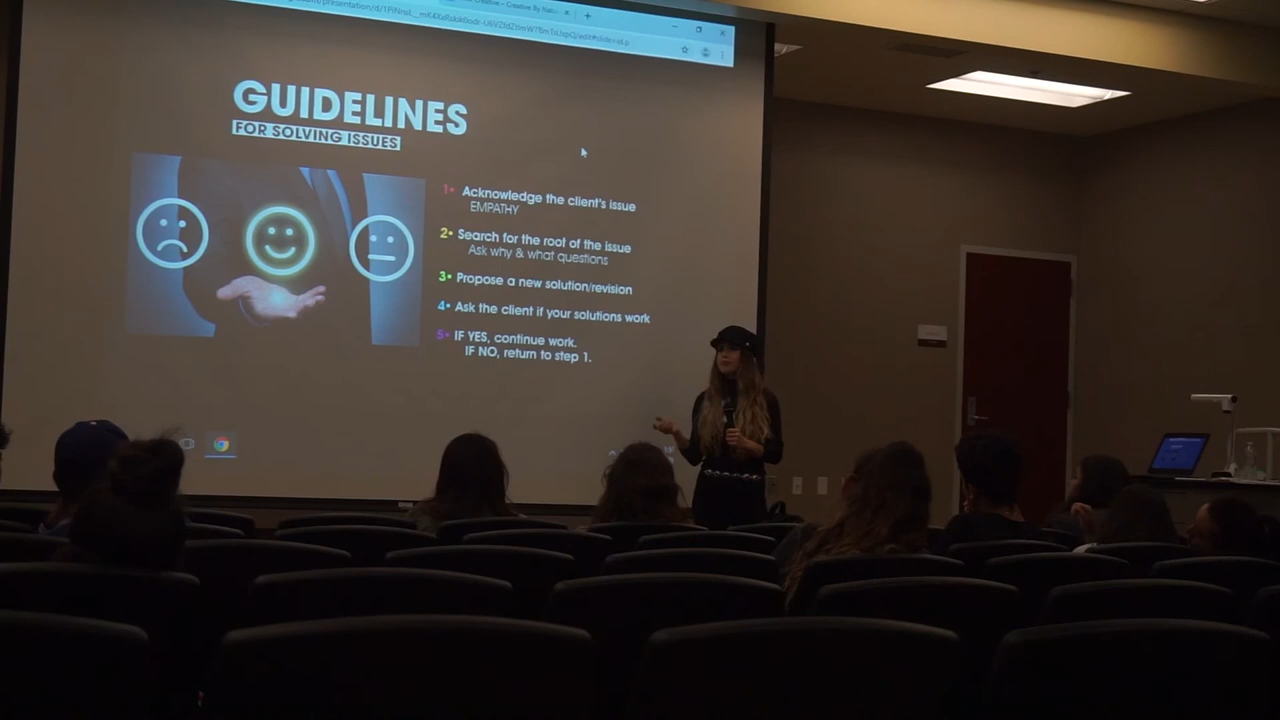 GUIDELINES
FOR SOLVING ISSUES
1• Acknowledge the client's issue
EMPATHY
2• Search for the root of the issue
Ask why & what questions
3• Propose a new solution/revision
4• Ask the client if your solutions work
5• IF YES, continue work.
IF NO, return to step 1.